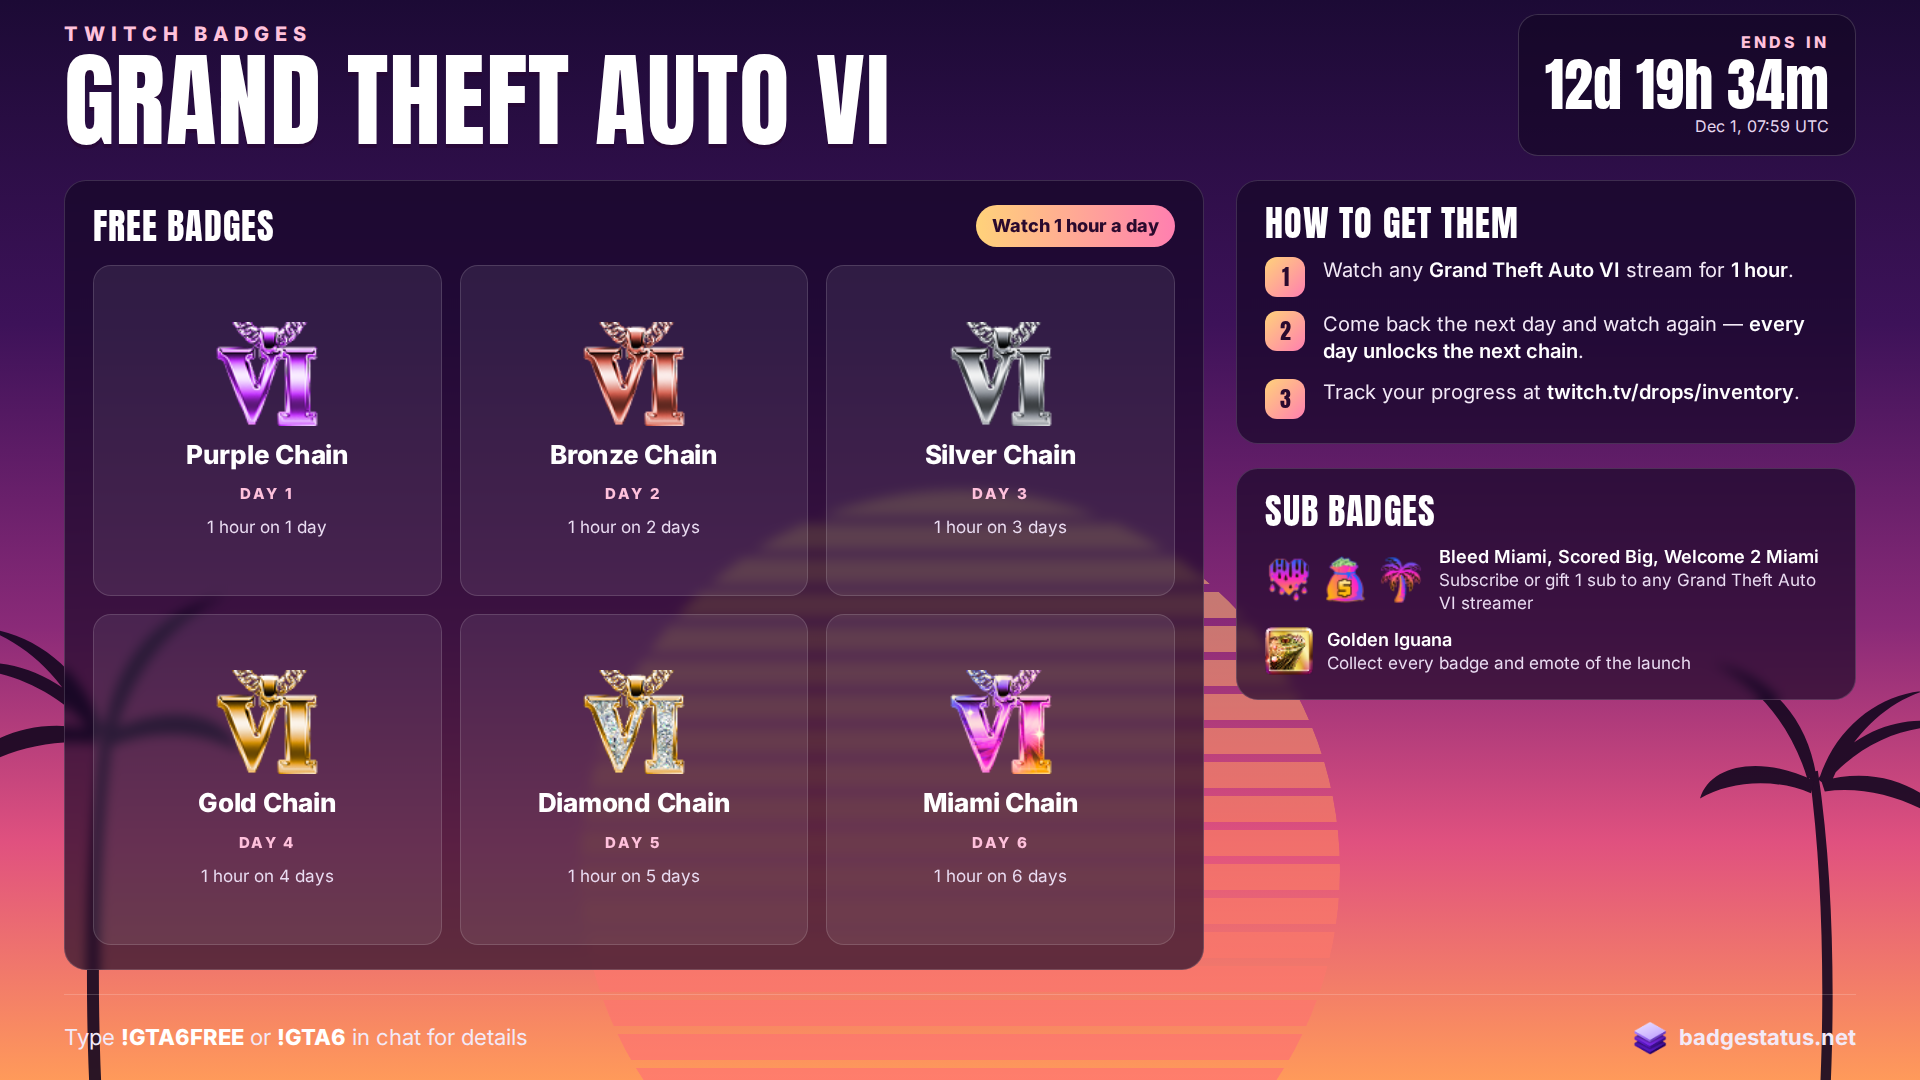 TWITCH BADGES
GRAND THEFT AUTO VI
ENDS IN
12d 19h 34m
Dec 1, 07:59 UTC
FREE BADGES
Watch 1 hour a day
VI
Purple Chain
DAY 1
1 hour on 1 day
VI
Bronze Chain
DAY 2
1 hour on 2 days
VI
Silver Chain
DAY 3
1 hour on 3 days
VI
Gold Chain
DAY 4
1 hour on 4 days
VI
Diamond Chain
DAY 5
1 hour on 5 days
VI
Miami Chain
DAY 6
1 hour on 6 days
HOW TO GET THEM
1 Watch any Grand Theft Auto VI stream for 1 hour.
2 Come back the next day and watch again — every
day unlocks the next chain.
3 Track your progress at twitch.tv/drops/inventory.
SUB BADGES
Bleed Miami, Scored Big, Welcome 2 Miami
Subscribe or gift 1 sub to any Grand Theft Auto
VI streamer
Golden Iguana
Collect every badge and emote of the launch
Type !GTA6FREE or !GTA6 in chat for details
badgestatus.net